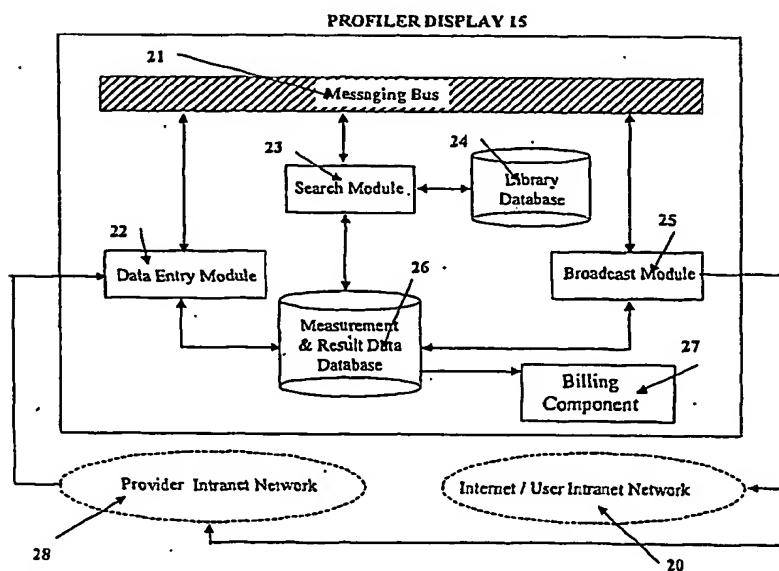 PROFILER DISPLAY 15
21
Messaging Bus
23
24
Search Module
Library
Database
22
25
Data Entry Module
26
Broadcast Module
Measurement
& Result Data
Database
27
Billing
Component
Provider Intranet Network
Internet / User Intranet Network
28
20